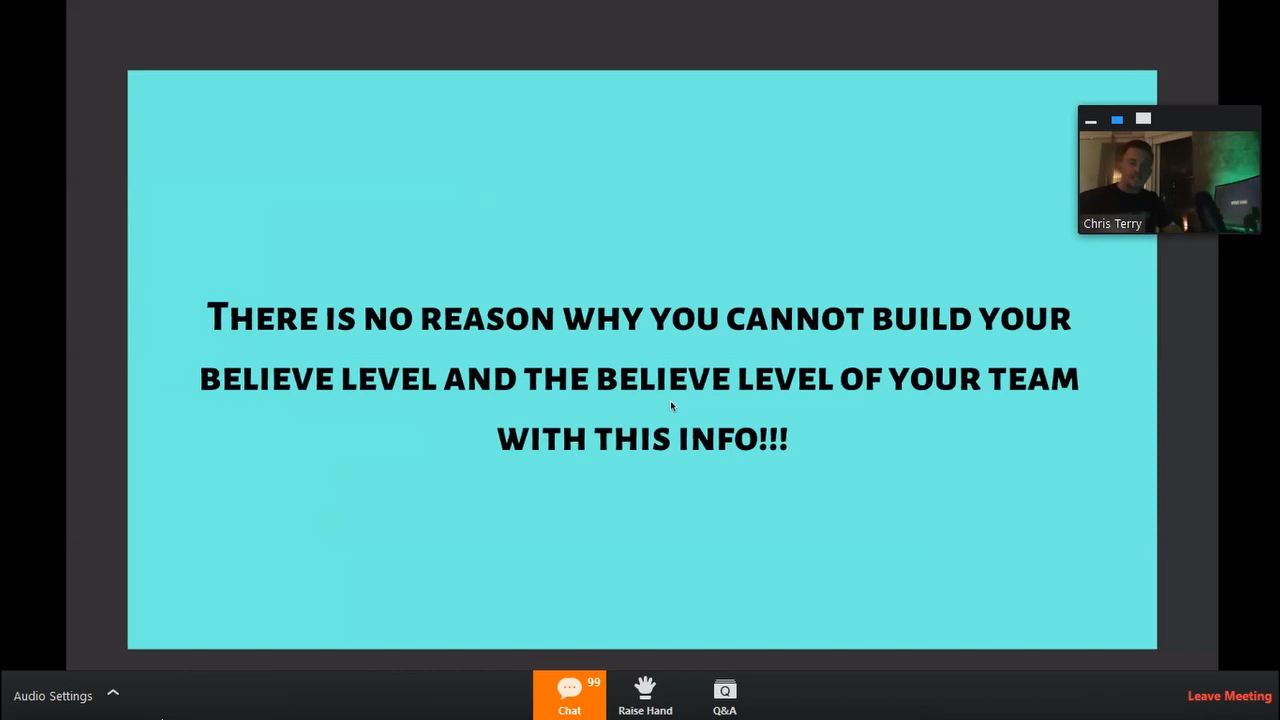 There is no reason why you cannot build your
believe level and the believe level of your team
with this info!!!
Chris Terry
Audio Settings
99
Chat
Raise Hand
Q
Q&A
Leave Meeting